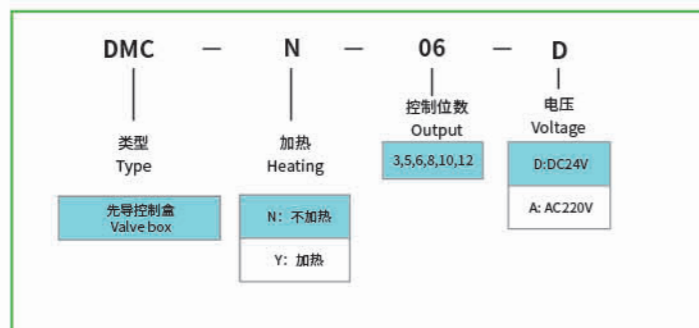 DMC — N — 06 — D
类型
Type
加热
Heating
控制位数
Output
电压
Voltage
先导控制盒
Valve box
N：不加热
Y：加热
3,5,6,8,10,12
D:DC24V
A: AC220V